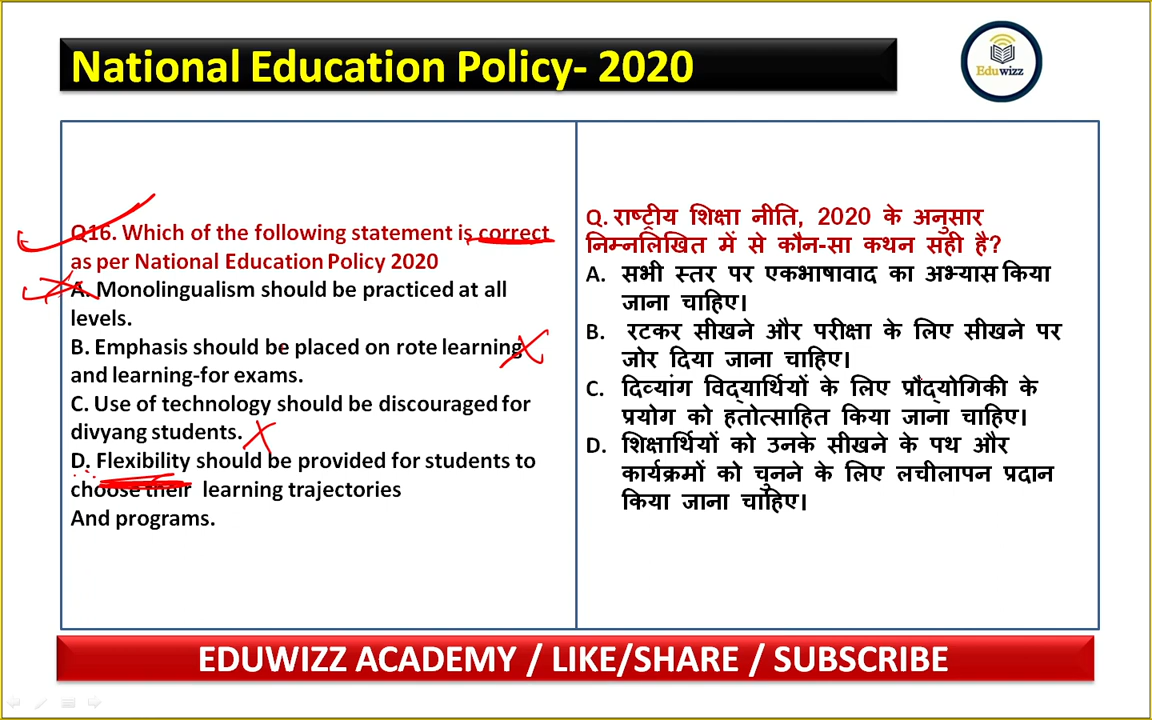 National Education Policy- 2020
Eduwizz
Q16. Which of the following statement is correct
as per National Education Policy 2020
A. Monolingualism should be practiced at all
levels.
B. Emphasis should be placed on rote learning
and learning-for exams.
C. Use of technology should be discouraged for
divyang students.
D. Flexibility should be provided for students to
choose their learning trajectories
And programs.
Q. राष्ट्रीय शिक्षा नीति, 2020 के अनुसार
निम्नलिखित में से कौन-सा कथन सही है?
A. सभी स्तर पर एकभाषावाद का अभ्यास किया
जाना चाहिए।
B. रटकर सीखने और परीक्षा के लिए सीखने पर
जोर दिया जाना चाहिए।
C. दिव्यांग विद्यार्थियों के लिए प्रौद्योगिकी के
प्रयोग को हतोत्साहित किया जाना चाहिए।
D. शिक्षार्थियों को उनके सीखने के पथ और
कार्यक्रमों को चुनने के लिए लचीलापन प्रदान
किया जाना चाहिए।
EDUWIZZ ACADEMY / LIKE/SHARE / SUBSCRIBE